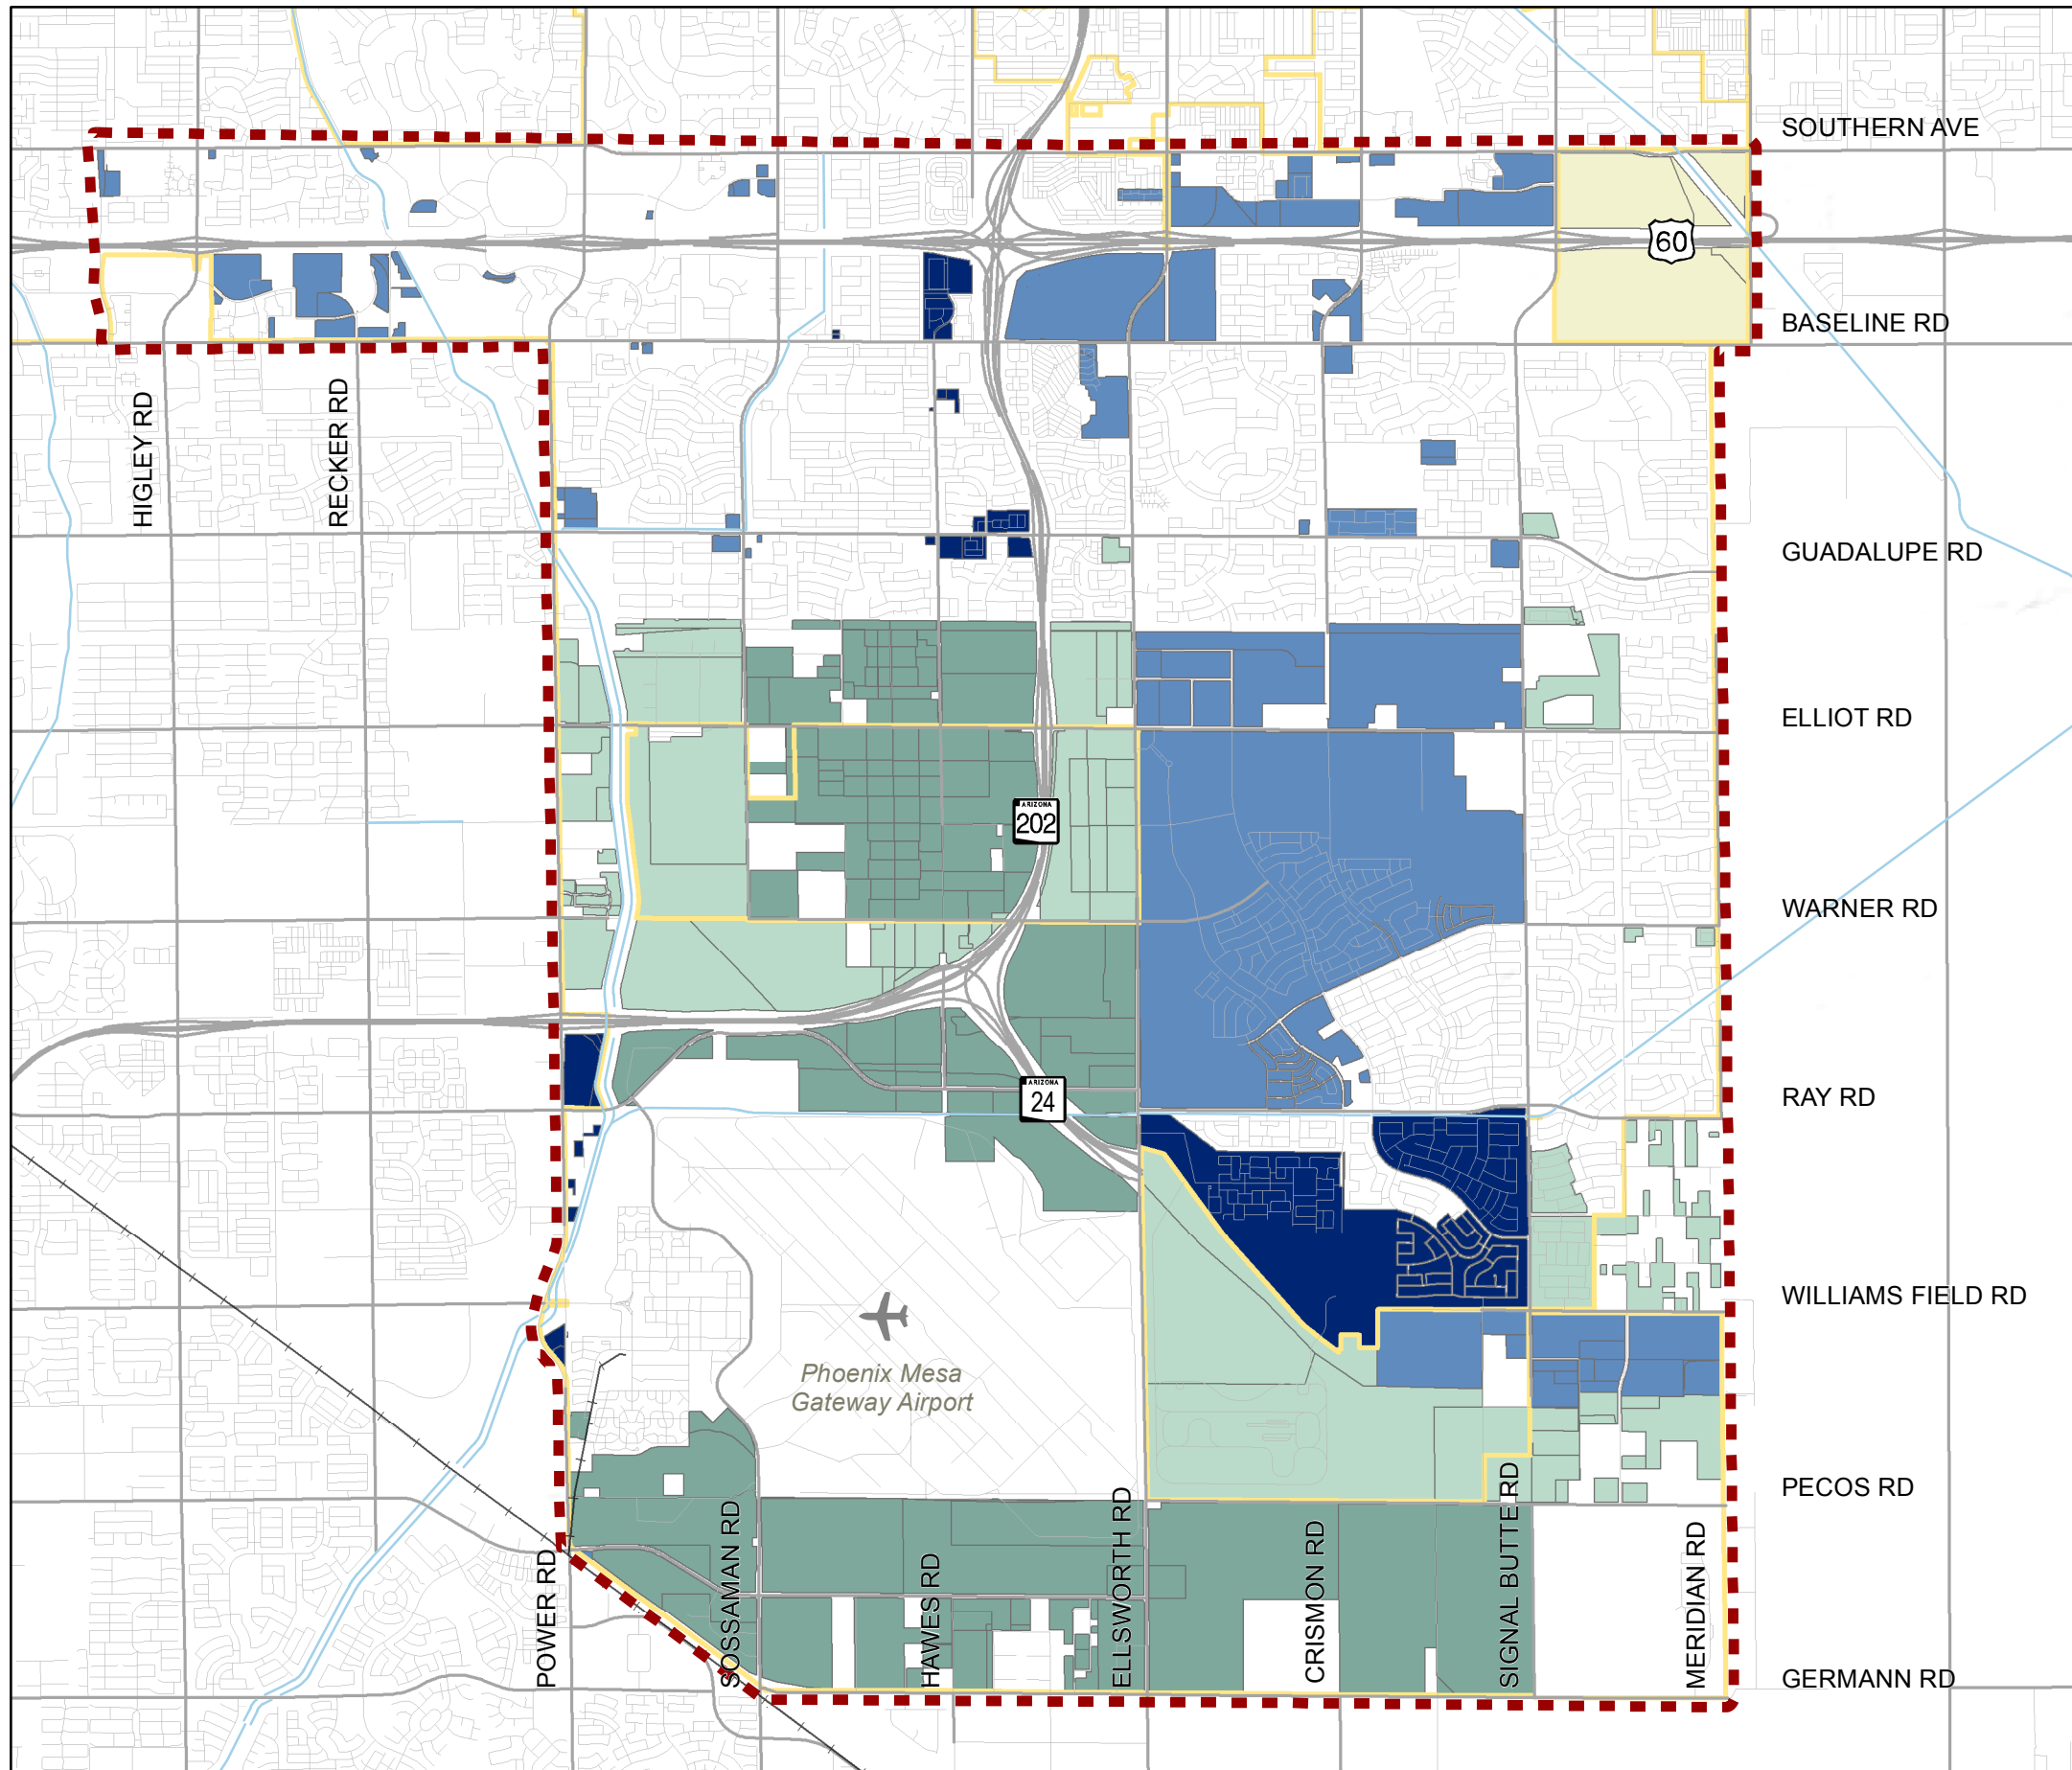 SOUTHERN AVE
60
BASELINE RD
HIGLEY RD
RECKER RD
GUADALUPE RD
ELLIOT RD
ARIZONA
202
WARNER RD
ARIZONA
24
RAY RD
WILLIAMS FIELD RD
Phoenix Mesa
Gateway Airport
PECOS RD
POWER RD
SOSSAMAN RD
HAWES RD
ELLSWORTH RD
CRISMON RD
SIGNAL BUTTE RD
MERIDIAN RD
GERMANN RD